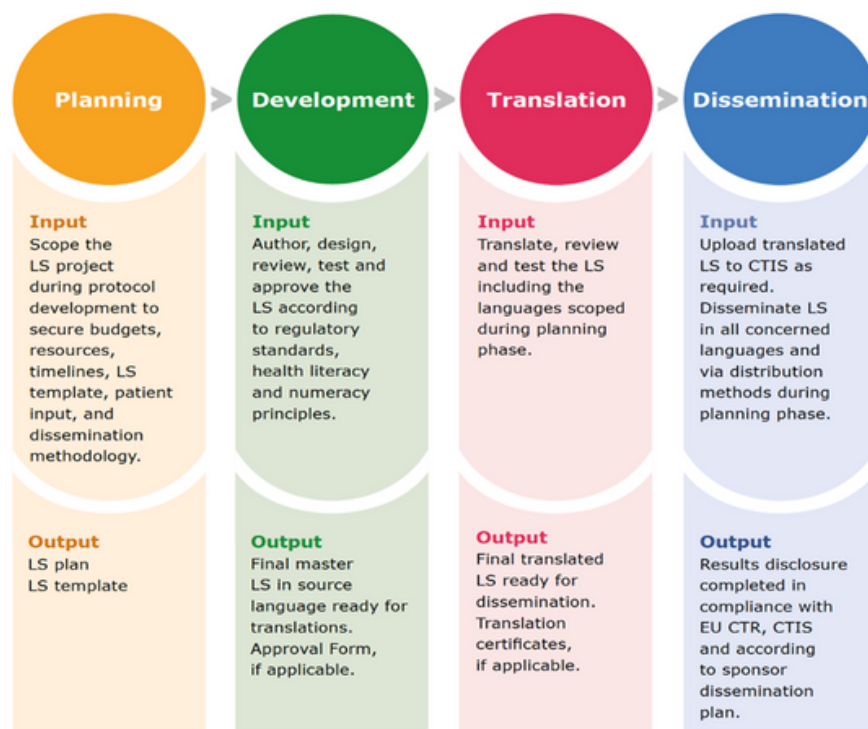 Planning
Development
Translation
Dissemination
Input
Scope the
LS project
during protocol
development to
secure budgets,
resources,
timelines, LS
template, patient
input, and
dissemination
methodology.
Output
LS plan
LS template
Input
Author, design,
review, test and
approve the
LS according
to regulatory
standards,
health literacy
and numeracy
principles.
Output
Final master
LS in source
language ready for
translations.
Approval Form,
if applicable.
Input
Translate, review
and test the LS
including the
languages scoped
during planning
phase.
Output
Final translated
LS ready for
dissemination.
Translation
certificates,
if applicable.
Input
Upload translated
LS to CTIS as
required.
Disseminate LS
in all concerned
languages and
via distribution
methods during
planning phase.
Output
Results disclosure
completed in
compliance with
EU CTR, CTIS
and according
to sponsor
dissemination
plan.